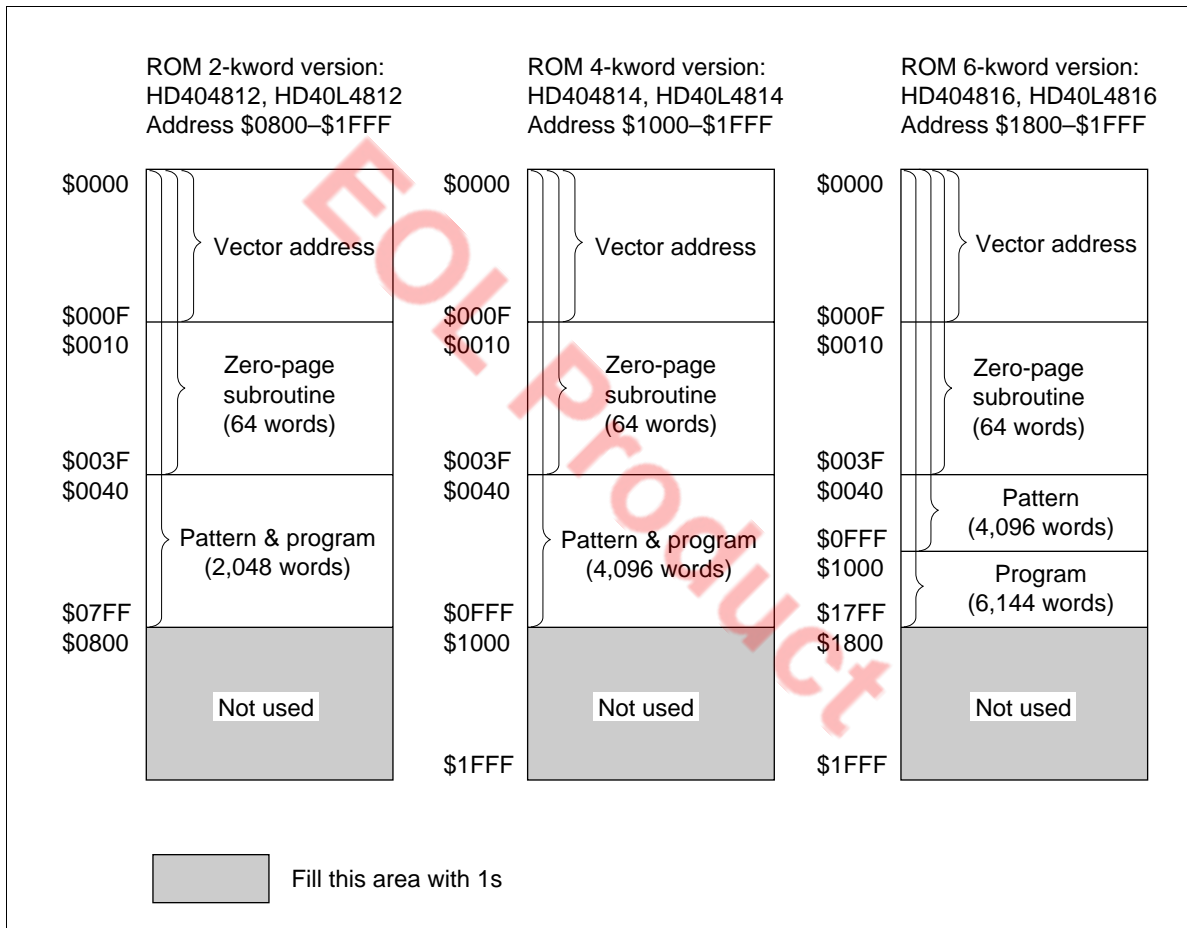 ROM 2-kword version:
HD404812, HD40L4812
Address $0800–$1FFF
$0000
Vector address
$000F
$0010
Zero-page
subroutine
(64 words)
$003F
$0040
Pattern & program
(2,048 words)
$07FF
$0800
Not used
ROM 4-kword version:
HD404814, HD40L4814
Address $1000–$1FFF
$0000
Vector address
$000F
$0010
Zero-page
subroutine
(64 words)
$003F
$0040
Pattern & program
(4,096 words)
$0FFF
$1000
Not used
$1FFF
ROM 6-kword version:
HD404816, HD40L4816
Address $1800–$1FFF
$0000
Vector address
$000F
$0010
Zero-page
subroutine
(64 words)
$003F
$0040
Pattern
(4,096 words)
$0FFF
$1000
Program
(6,144 words)
$17FF
$1800
Not used
$1FFF
Fill this area with 1s
EOL Product